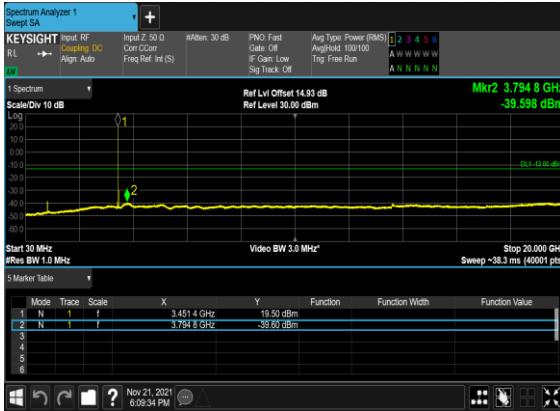 Spectrum Analyzer 1
Swept SA
+
KEYSIGHT Input: RF Input Z: 50 Ω #Atten: 30 dB PNO: Fast Avg Type: Power (RMS) 1 2 3 4 5 6
RL Coupling: DC Corr CCorr Gate: Off Avg|Hold: 100/100 A W W W W W
Align: Auto Freq Ref: Int (S) IF Gain: Low Trig: Free Run
LW Sig Track: Off A N N N N N
1 Spectrum
Ref Lvl Offset 14.93 dB Mkr2 3.794 8 GHz
Scale/Div 10 dB Ref Level 30.00 dBm -39.598 dBm
Log
20.0
10.0
0.00
-10.0
-20.0
-30.0
-40.0
-50.0
-60.0
1
2
DL1 -13.00 dBm
Start 30 MHz Video BW 3.0 MHz* Stop 20.000 GHz
#Res BW 1.0 MHz Sweep ~38.3 ms (40001 pts)
5 Marker Table
Mode Trace Scale X Y Function Function Width Function Value
1 N 1 f 3.451 4 GHz 19.50 dBm
2 N 1 f 3.794 8 GHz -39.60 dBm
3
4
5
6
? Nov 21, 2021
6:09:34 PM